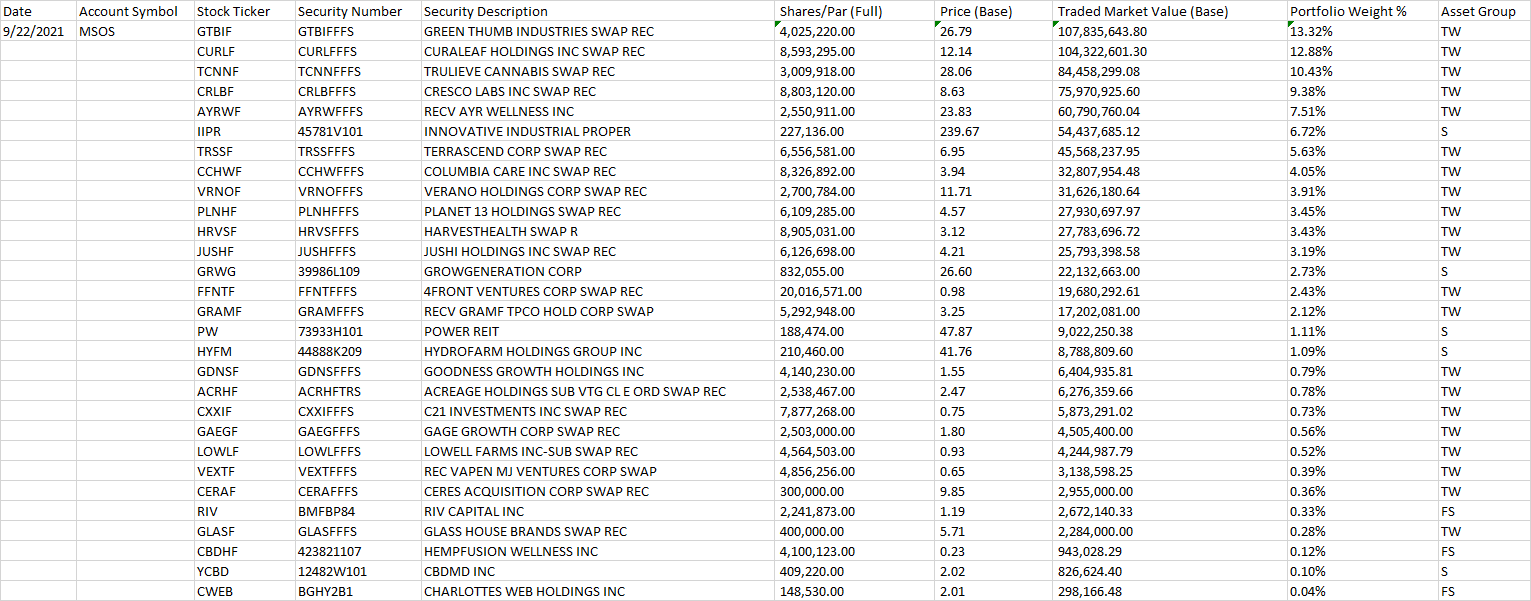 Date Account Symbol Stock Ticker Security Number Security Description Shares/Par (Full) Price (Base) Traded Market Value (Base) Portfolio Weight % Asset Group
9/22/2021 MSOS GTBIF GTBIFFFS GREEN THUMB INDUSTRIES SWAP REC 4,025,220.00 26.79 107,835,643.80 13.32% TW
CURLF CURLFFFS CURALEAF HOLDINGS INC SWAP REC 8,593,295.00 12.14 104,322,601.30 12.88% TW
TCNNF TCNNFFFS TRULIEVE CANNABIS SWAP REC 3,009,918.00 28.06 84,458,299.08 10.43% TW
CRLBF CRLBFFFS CRESCO LABS INC SWAP REC 8,803,120.00 8.63 75,970,925.60 9.38% TW
AYRWF AYRWFFFS RECV AYR WELLNESS INC 2,550,911.00 23.83 60,790,760.04 7.51% TW
IIPR 45781V101 INNOVATIVE INDUSTRIAL PROPER 227,136.00 239.67 54,437,685.12 6.72% S
TRSSF TRSSFFFS TERRASCEND CORP SWAP REC 6,556,581.00 6.95 45,568,237.95 5.63% TW
CCHWF CCHWFFFS COLUMBIA CARE INC SWAP REC 8,326,892.00 3.94 32,807,954.48 4.05% TW
VRNOF VRNOFFFS VERANO HOLDINGS CORP SWAP REC 2,700,784.00 11.71 31,626,180.64 3.91% TW
PLNHF PLNHFFFS PLANET 13 HOLDINGS SWAP REC 6,109,285.00 4.57 27,930,697.97 3.45% TW
HRVSF HRVSFFFS HARVESTHEALTH SWAP R 8,905,031.00 3.12 27,783,696.72 3.43% TW
JUSHF JUSHFFFS JUSHI HOLDINGS INC SWAP REC 6,126,698.00 4.21 25,793,398.58 3.19% TW
GRWG 39986L109 GROWGENERATION CORP 832,055.00 26.60 22,132,663.00 2.73% S
FFNTF FFNTFFFS 4FRONT VENTURES CORP SWAP REC 20,016,571.00 0.98 19,680,292.61 2.43% TW
GRAMF GRAMFFFS RECV GRAMF TPCO HOLD CORP SWAP 5,292,948.00 3.25 17,202,081.00 2.12% TW
PW 73933H101 POWER REIT 188,474.00 47.87 9,022,250.38 1.11% S
HYFM 44888K209 HYDROFARM HOLDINGS GROUP INC 210,460.00 41.76 8,788,809.60 1.09% S
GDNSF GDNSFFFS GOODNESS GROWTH HOLDINGS INC 4,140,230.00 1.55 6,404,935.81 0.79% TW
ACRHF ACRHFTRS ACREAGE HOLDINGS SUB VTG CL E ORD SWAP REC 2,538,467.00 2.47 6,276,359.66 0.78% TW
CXXIF CXXIFFFS C21 INVESTMENTS INC SWAP REC 7,877,268.00 0.75 5,873,291.02 0.73% TW
GAEGF GAEGFFFS GAGE GROWTH CORP SWAP REC 2,503,000.00 1.80 4,505,400.00 0.56% TW
LOWLF LOWLFFFS LOWELL FARMS INC-SUB SWAP REC 4,564,503.00 0.93 4,244,987.79 0.52% TW
VEXTF VEXTFFFS REC VAPEN MJ VENTURES CORP SWAP 4,856,256.00 0.65 3,138,598.25 0.39% TW
CERAF CERAFFFS CERES ACQUISITION CORP SWAP REC 300,000.00 9.85 2,955,000.00 0.36% TW
RIV BMFBP84 RIV CAPITAL INC 2,241,873.00 1.19 2,672,140.33 0.33% FS
GLASF GLASFFFS GLASS HOUSE BRANDS SWAP REC 400,000.00 5.71 2,284,000.00 0.28% TW
CBDHF 423821107 HEMPFUSION WELLNESS INC 4,100,123.00 0.23 943,028.29 0.12% FS
YCBD 12482W101 CBDMD INC 409,220.00 2.02 826,624.40 0.10% S
CWEB BGHY2B1 CHARLOTTES WEB HOLDINGS INC 148,530.00 2.01 298,166.48 0.04% FS